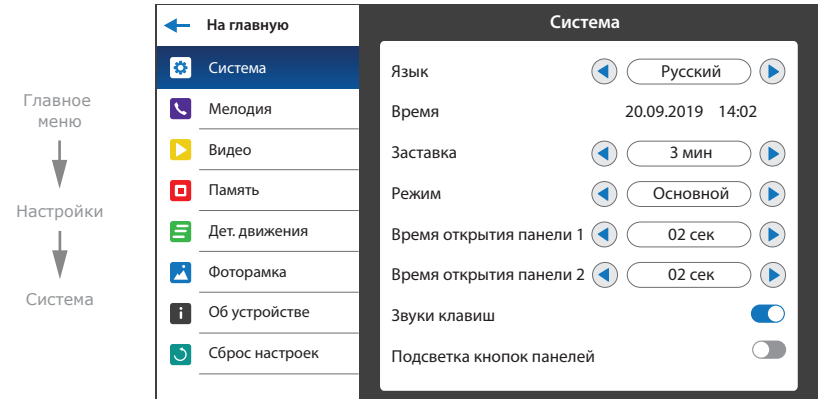 Главное
меню
Настройки
Система
На главную
Система
Мелодия
Видео
Память
Дет. движения
Фоторамка
Об устройстве
Сброс настроек
Система
Язык Русский
Время 20.09.2019 14:02
Заставка 3 мин
Режим Основной
Время открытия панели 1 02 сек
Время открытия панели 2 02 сек
Звуки клавиш
Подсветка кнопок панелей